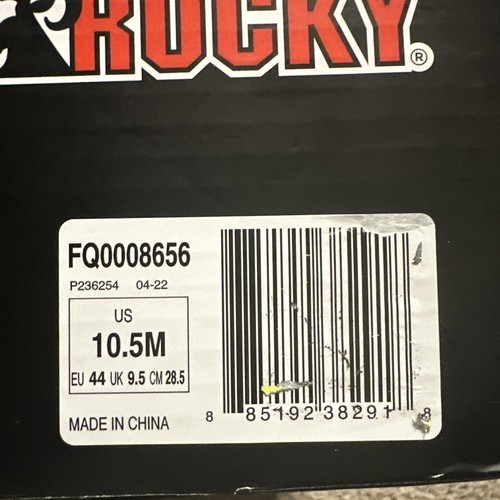 ROCKY®
FQ0008656
P236254 04-22
US
10.5M
EU 44 UK 9.5 CM 28.5
MADE IN CHINA
8 85192 38291 8